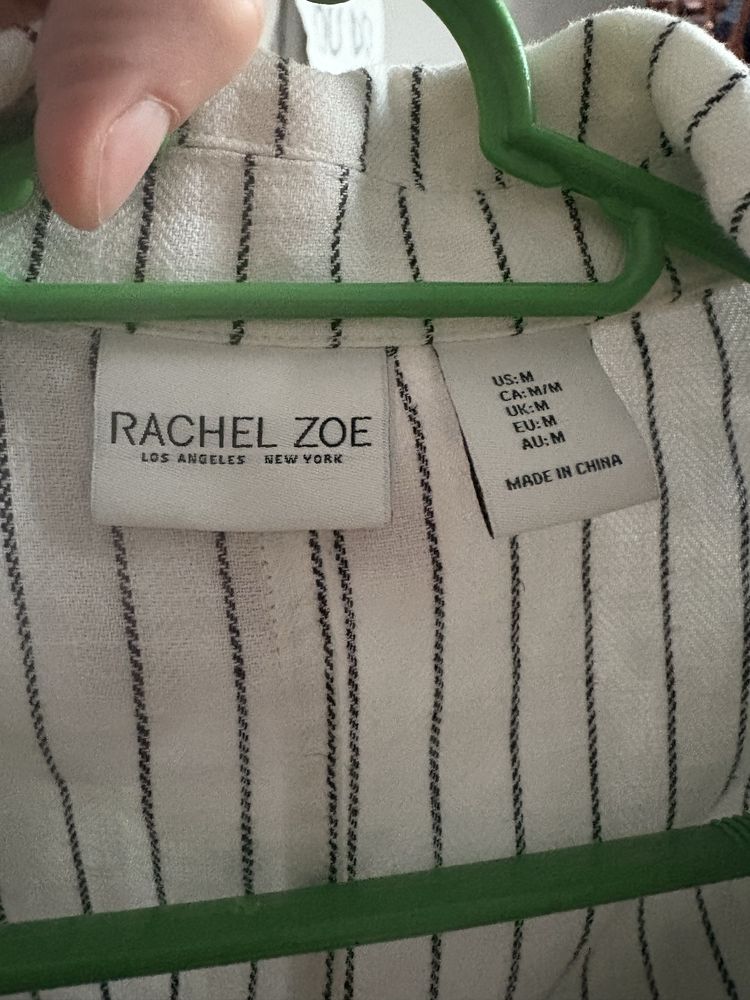 RACHEL ZOE
LOS ANGELES NEW YORK
US: M
CA: M/M
UK: M
EU: M
AU: M
MADE IN CHINA